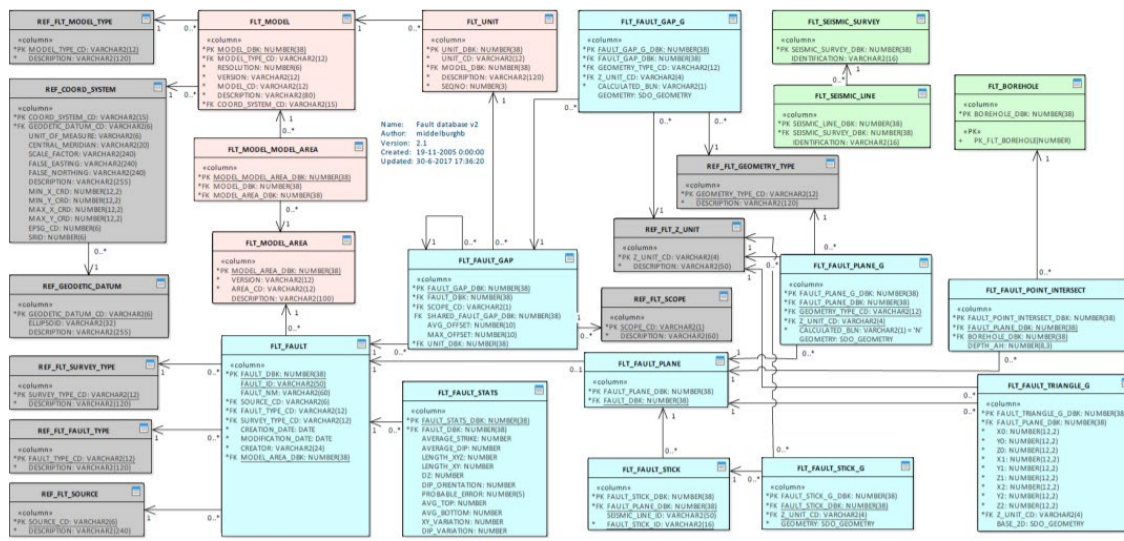 REF_FLT_MODEL_TYPE
«column»
*PK MODEL_TYPE_CD: VARCHAR2(12)
* DESCRIPTION: VARCHAR2(120)
FLT_MODEL
«column»
*PK MODEL_DBK: NUMBER(38)
*FK MODEL_TYPE_CD: VARCHAR2(12)
* RESOLUTION: NUMBER(6)
* VERSION: VARCHAR2(12)
* MODEL_CD: VARCHAR2(12)
* DESCRIPTION: VARCHAR2(80)
*FK COORD_SYSTEM_CD: VARCHAR2(15)
FLT_UNIT
«column»
*PK UNIT_DBK: NUMBER(38)
* UNIT_CD: VARCHAR2(12)
*FK MODEL_DBK: NUMBER(38)
* DESCRIPTION: VARCHAR2(120)
* SEQNO: NUMBER(3)
FLT_FAULT_GAP_G
«column»
*PK FAULT_GAP_G_DBK: NUMBER(38)
*FK FAULT_GAP_DBK: NUMBER(38)
*FK GEOMETRY_TYPE_CD: VARCHAR2(12)
*FK Z_UNIT_CD: VARCHAR2(4)
* CALCULATED_BLN: VARCHAR2(1)
GEOMETRY: SDO_GEOMETRY
FLT_SEISMIC_SURVEY
«column»
*PK SEISMIC_SURVEY_DBK: NUMBER(38)
IDENTIFICATION: VARCHAR2(16)
FLT_SEISMIC_LINE
«column»
*PK SEISMIC_LINE_DBK: NUMBER(38)
*FK SEISMIC_SURVEY_DBK: NUMBER(38)
IDENTIFICATION: VARCHAR2(16)
FLT_BOREHOLE
«column»
*PK BOREHOLE_DBK: NUMBER(38)
«PK»
+ PK_FLT_BOREHOLE(NUMBER)
REF_COORD_SYSTEM
«column»
*PK COORD_SYSTEM_CD: VARCHAR2(15)
*FK GEODETIC_DATUM_CD: VARCHAR2(6)
UNIT_OF_MEASURE: VARCHAR2(6)
CENTRAL_MERIDIAN: VARCHAR2(20)
SCALE_FACTOR: VARCHAR2(240)
FALSE_EASTING: VARCHAR2(240)
FALSE_NORTHING: VARCHAR2(240)
DESCRIPTION: VARCHAR2(255)
MIN_X_CRD: NUMBER(12,2)
MIN_Y_CRD: NUMBER(12,2)
MAX_X_CRD: NUMBER(12,2)
MAX_Y_CRD: NUMBER(12,2)
EPSG_CD: NUMBER(6)
SRID: NUMBER(6)
Name: Fault database v2
Author: middelburghb
Version: 2.1
Created: 19-11-2005 0:00:00
Updated: 30-6-2017 17:36:20
FLT_MODEL_MODEL_AREA
«column»
*PK MODEL_MODEL_AREA_DBK: NUMBER(38)
*FK MODEL_DBK: NUMBER(38)
*FK MODEL_AREA_DBK: NUMBER(38)
REF_FLT_GEOMETRY_TYPE
«column»
*PK GEOMETRY_TYPE_CD: VARCHAR2(12)
* DESCRIPTION: VARCHAR2(120)
REF_FLT_Z_UNIT
«column»
*PK Z_UNIT_CD: VARCHAR2(4)
* DESCRIPTION: VARCHAR2(50)
FLT_MODEL_AREA
«column»
*PK MODEL_AREA_DBK: NUMBER(38)
* VERSION: VARCHAR2(12)
* AREA_CD: VARCHAR2(12)
DESCRIPTION: VARCHAR2(100)
FLT_FAULT_GAP
«column»
*PK FAULT_GAP_DBK: NUMBER(38)
*FK FAULT_DBK: NUMBER(38)
*FK SCOPE_CD: VARCHAR2(1)
FK SHARED_FAULT_GAP_DBK: NUMBER(38)
AVG_OFFSET: NUMBER(10)
MAX_OFFSET: NUMBER(10)
*FK UNIT_DBK: NUMBER(38)
FLT_FAULT_PLANE_G
«column»
*PK FAULT_PLANE_G_DBK: NUMBER(38)
*FK FAULT_PLANE_DBK: NUMBER(38)
*FK GEOMETRY_TYPE_CD: VARCHAR2(12)
*FK Z_UNIT_CD: VARCHAR2(4)
* CALCULATED_BLN: VARCHAR2(1) = 'N'
GEOMETRY: SDO_GEOMETRY
FLT_FAULT_POINT_INTERSECT
«column»
*PK FAULT_POINT_INTERSECT_DBK: NUMBER(38)
*FK FAULT_PLANE_DBK: NUMBER(38)
*FK BOREHOLE_DBK: NUMBER(38)
DEPTH_AH: NUMBER(8,3)
REF_GEODETIC_DATUM
«column»
*PK GEODETIC_DATUM_CD: VARCHAR2(6)
ELLIPSOID: VARCHAR2(32)
DESCRIPTION: VARCHAR2(255)
REF_FLT_SCOPE
«column»
*PK SCOPE_CD: VARCHAR2(1)
* DESCRIPTION: VARCHAR2(60)
REF_FLT_SURVEY_TYPE
«column»
*PK SURVEY_TYPE_CD: VARCHAR2(12)
* DESCRIPTION: VARCHAR2(120)
FLT_FAULT
«column»
*PK FAULT_DBK: NUMBER(38)
FAULT_ID: VARCHAR2(50)
FAULT_NM: VARCHAR2(60)
*FK SOURCE_CD: VARCHAR2(6)
*FK FAULT_TYPE_CD: VARCHAR2(12)
*FK SURVEY_TYPE_CD: VARCHAR2(12)
* CREATION_DATE: DATE
* MODIFICATION_DATE: DATE
* CREATOR: VARCHAR2(24)
*FK MODEL_AREA_DBK: NUMBER(38)
FLT_FAULT_STATS
«column»
*PK FAULT_STATS_DBK: NUMBER(38)
*FK FAULT_DBK: NUMBER(38)
AVERAGE_STRIKE: NUMBER
AVERAGE_DIP: NUMBER
LENGTH_XYZ: NUMBER
LENGTH_XY: NUMBER
DZ: NUMBER
DIP_ORIENTATION: NUMBER
PROBABLE_ERROR: NUMBER(5)
AVG_TOP: NUMBER
AVG_BOTTOM: NUMBER
XY_VARIATION: NUMBER
DIP_VARIATION: NUMBER
FLT_FAULT_PLANE
«column»
*PK FAULT_PLANE_DBK: NUMBER(38)
*FK FAULT_DBK: NUMBER(38)
FLT_FAULT_TRIANGLE_G
«column»
*PK FAULT_TRIANGLE_G_DBK: NUMBER(38)
*FK FAULT_PLANE_DBK: NUMBER(38)
* X0: NUMBER(12,2)
* Y0: NUMBER(12,2)
* Z0: NUMBER(12,2)
* X1: NUMBER(12,2)
* Y1: NUMBER(12,2)
* Z1: NUMBER(12,2)
* X2: NUMBER(12,2)
* Y2: NUMBER(12,2)
* Z2: NUMBER(12,2)
*FK Z_UNIT_CD: VARCHAR2(4)
BASE_2D: SDO_GEOMETRY
REF_FLT_FAULT_TYPE
«column»
*PK FAULT_TYPE_CD: VARCHAR2(12)
* DESCRIPTION: VARCHAR2(120)
FLT_FAULT_STICK
«column»
*PK FAULT_STICK_DBK: NUMBER(38)
*FK FAULT_PLANE_DBK: NUMBER(38)
SEISMIC_LINE_ID: VARCHAR2(50)
* FAULT_STICK_ID: VARCHAR2(16)
FLT_FAULT_STICK_G
«column»
*PK FAULT_STICK_G_DBK: NUMBER(38)
*FK FAULT_STICK_DBK: NUMBER(38)
*FK Z_UNIT_CD: VARCHAR2(4)
* GEOMETRY: SDO_GEOMETRY
REF_FLT_SOURCE
«column»
*PK SOURCE_CD: VARCHAR2(6)
* DESCRIPTION: VARCHAR2(240)